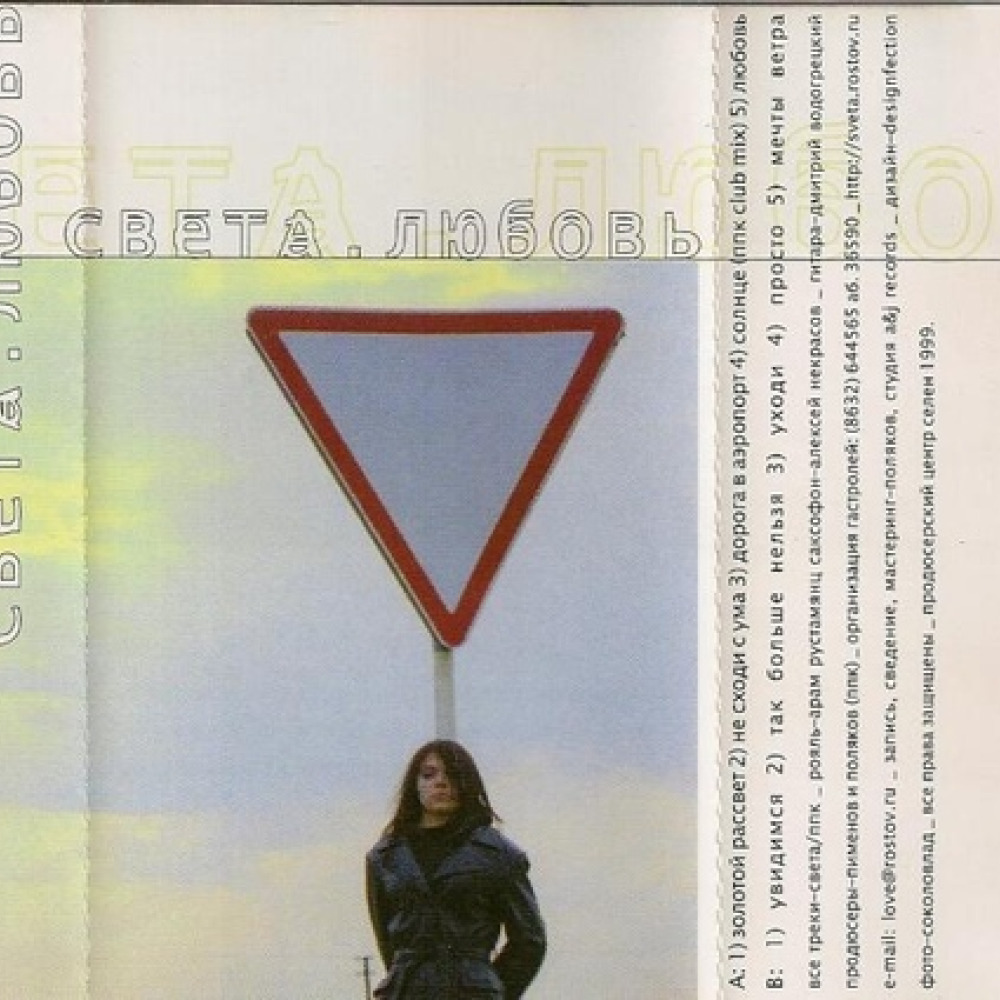 СВЕТА.ЛЮБОВЬ
ЕТА.ЛЮБО
СВЕТА.ЛЮБОВЬ
А: 1) золотой рассвет 2) не сходи с ума 3) дорога в аэропорт 4) солнце (ппк club mix) 5) любовь
В: 1) увидимся 2) так больше нельзя 3) уходи 4) просто 5) мечты ветра
все треки-света/ппк _ рояль-арам рустамянц саксофон-алексей некрасов _ гитара-дмитрий водогрецкий
продюсеры-пименов и поляков (ппк) _ организация гастролей: (8632) 644565 аб. 36590 _ http://sveta.rostov.ru
e-mail: love@rostov.ru _ запись, сведение, мастеринг-поляков, студия a&j records _ дизайн-designfection
фото-соколовлад _ все права защищены _ продюсерский центр селен 1999.